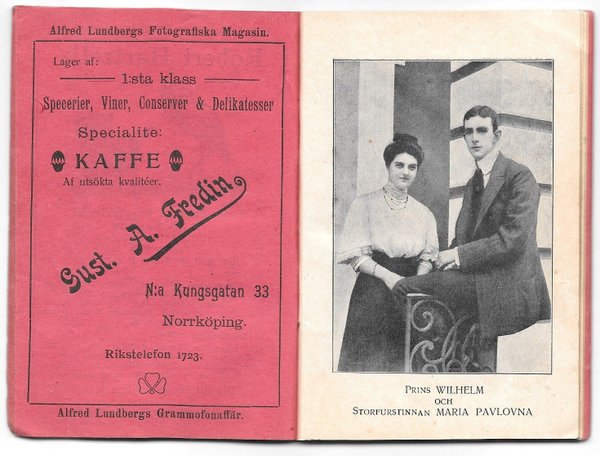 Alfred Lundbergs Fotografiska Magasin.
Lager af:
1:sta klass
Specerier, Viner, Conserver & Delikatesser
Specialite:
KAFFE
Af utsökta kvalitéer.
Gust. A. Fredin
N:a Kungsgatan 33
Norrköping.
Rikstelefon 1723.
Alfred Lundbergs Grammofonaffär.
PRINS WILHELM
OCH
STORFURSTINNAN MARIA PAVLOVNA